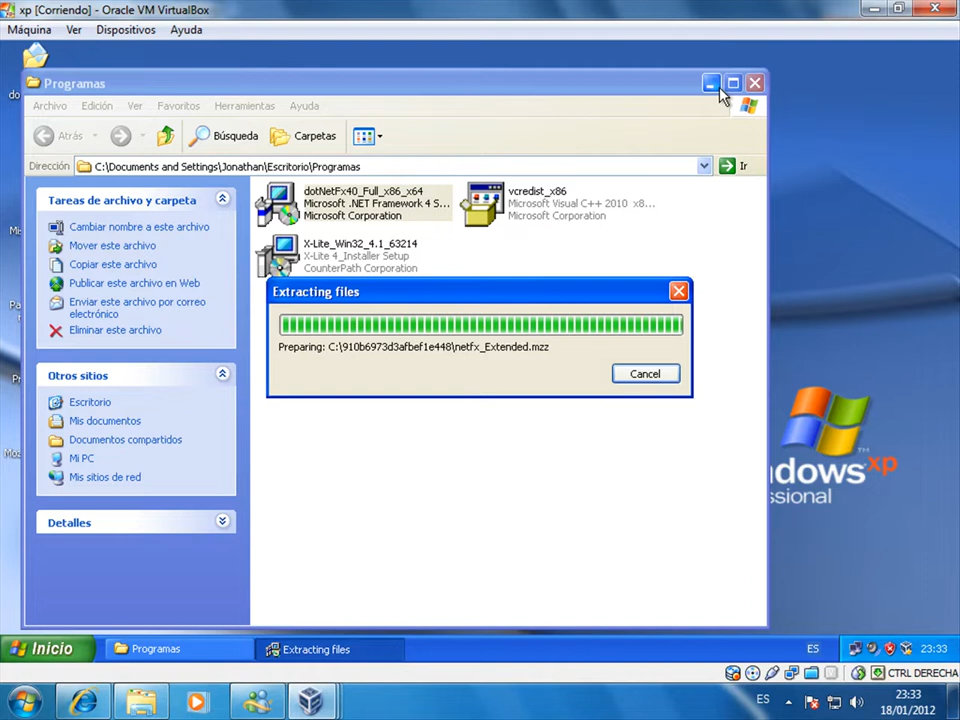 xp [Corriendo] - Oracle VM VirtualBox
Máquina Ver Dispositivos Ayuda
do
Programas
Archivo Edición Ver Favoritos Herramientas Ayuda
Atrás Búsqueda Carpetas
Dirección C:\Documents and Settings\Jonathan\Escritorio\Programas Ir
Tareas de archivo y carpeta
Cambiar nombre a este archivo
Mover este archivo
Copiar este archivo
Publicar este archivo en Web
Enviar este archivo por correo
electrónico
Eliminar este archivo
Otros sitios
Escritorio
Mis documentos
Documentos compartidos
Mi PC
Mis sitios de red
Detalles
dotNetFx40_Full_x86_x64
Microsoft .NET Framework 4 S...
Microsoft Corporation
vcredist_x86
Microsoft Visual C++ 2010 x8...
Microsoft Corporation
X-Lite_Win32_4.1_63214
X-Lite 4_Installer Setup
CounterPath Corporation
Extracting files
Preparing: C:\910b6973d3afbef1e448\netfx_Extended.mzz
Cancel
ndows xp
ssional
Inicio Programas Extracting files ES 23:33
CTRL DERECHA
ES 23:33
18/01/2012